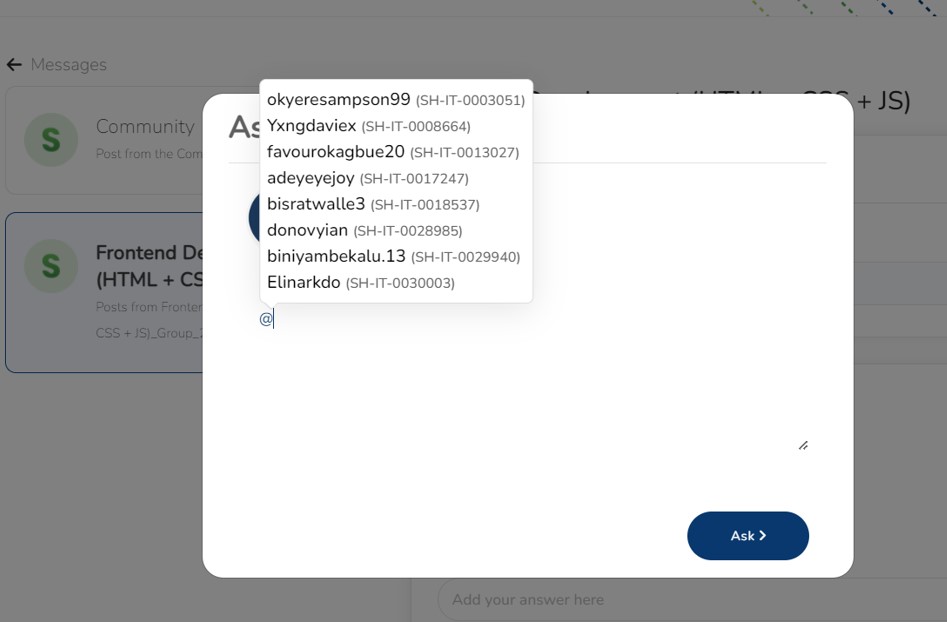 Messages
S
Community
Post from the Com
S
Frontend De
(HTML + CS
Posts from Fronten
CSS + JS)_Group_
(HTML + CSS + JS)
As
okyeresampson99 (SH-IT-0003051)
Yxngdaviex (SH-IT-0008664)
favourokagbue20 (SH-IT-0013027)
adeyeyejoy (SH-IT-0017247)
bisratwalle3 (SH-IT-0018537)
donovyian (SH-IT-0028985)
biniyambekalu.13 (SH-IT-0029940)
Elinarkdo (SH-IT-0030003)
@
Ask
Add your answer here